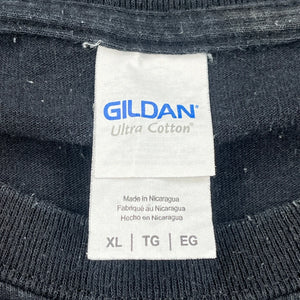 GILDAN®
Ultra Cotton®
Made in Nicaragua
Fabriqué au Nicaragua
Hecho en Nicaragua
XL | TG | EG